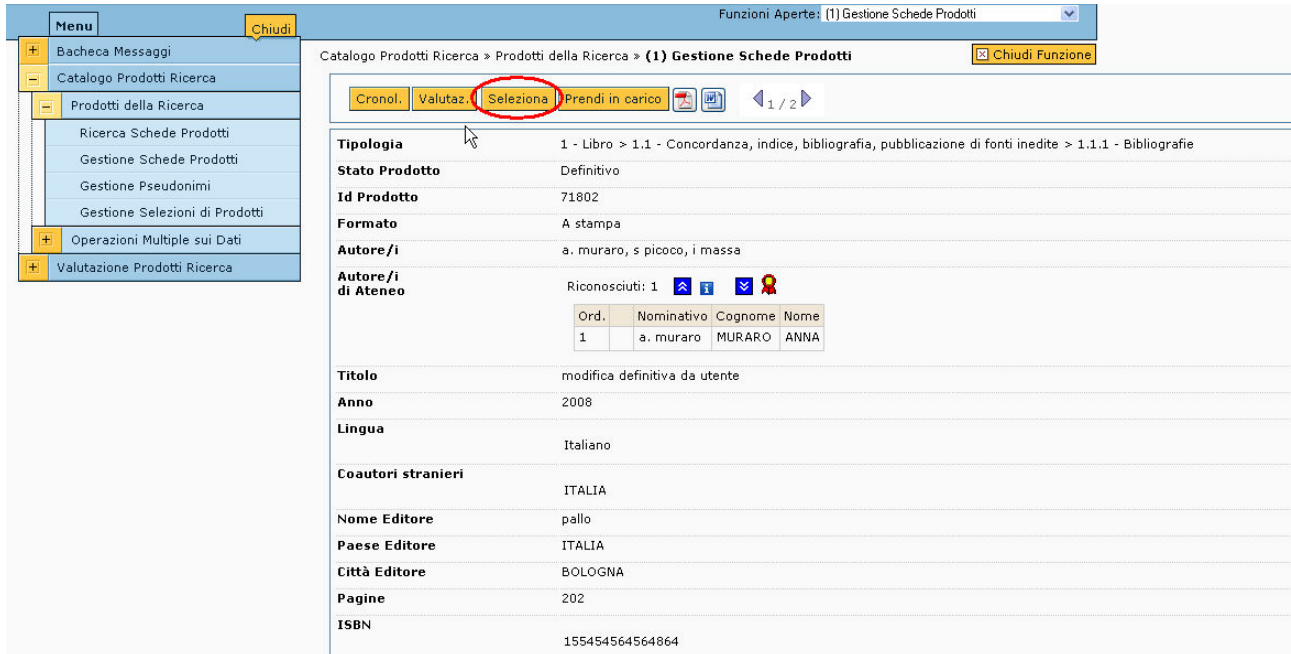 Menu
Chiudi
Funzioni Aperte: (1) Gestione Schede Prodotti
Bacheca Messaggi
Catalogo Prodotti Ricerca
Prodotti della Ricerca
Ricerca Schede Prodotti
Gestione Schede Prodotti
Gestione Pseudonimi
Gestione Selezioni di Prodotti
Operazioni Multiple sui Dati
Valutazione Prodotti Ricerca
Catalogo Prodotti Ricerca » Prodotti della Ricerca » (1) Gestione Schede Prodotti
Chiudi Funzione
Cronol. Valutaz. Seleziona Prendi in carico 1 / 2
Tipologia 1 - Libro > 1.1 - Concordanza, indice, bibliografia, pubblicazione di fonti inedite > 1.1.1 - Bibliografie
Stato Prodotto Definitivo
Id Prodotto 71802
Formato A stampa
Autore/i a. muraro, s picoco, i massa
Autore/i
di Ateneo
Riconosciuti: 1
Ord. Nominativo Cognome Nome
1 a. muraro MURARO ANNA
Titolo modifica definitiva da utente
Anno 2008
Lingua
Italiano
Coautori stranieri
ITALIA
Nome Editore pallo
Paese Editore ITALIA
Città Editore BOLOGNA
Pagine 202
ISBN
155454564564864